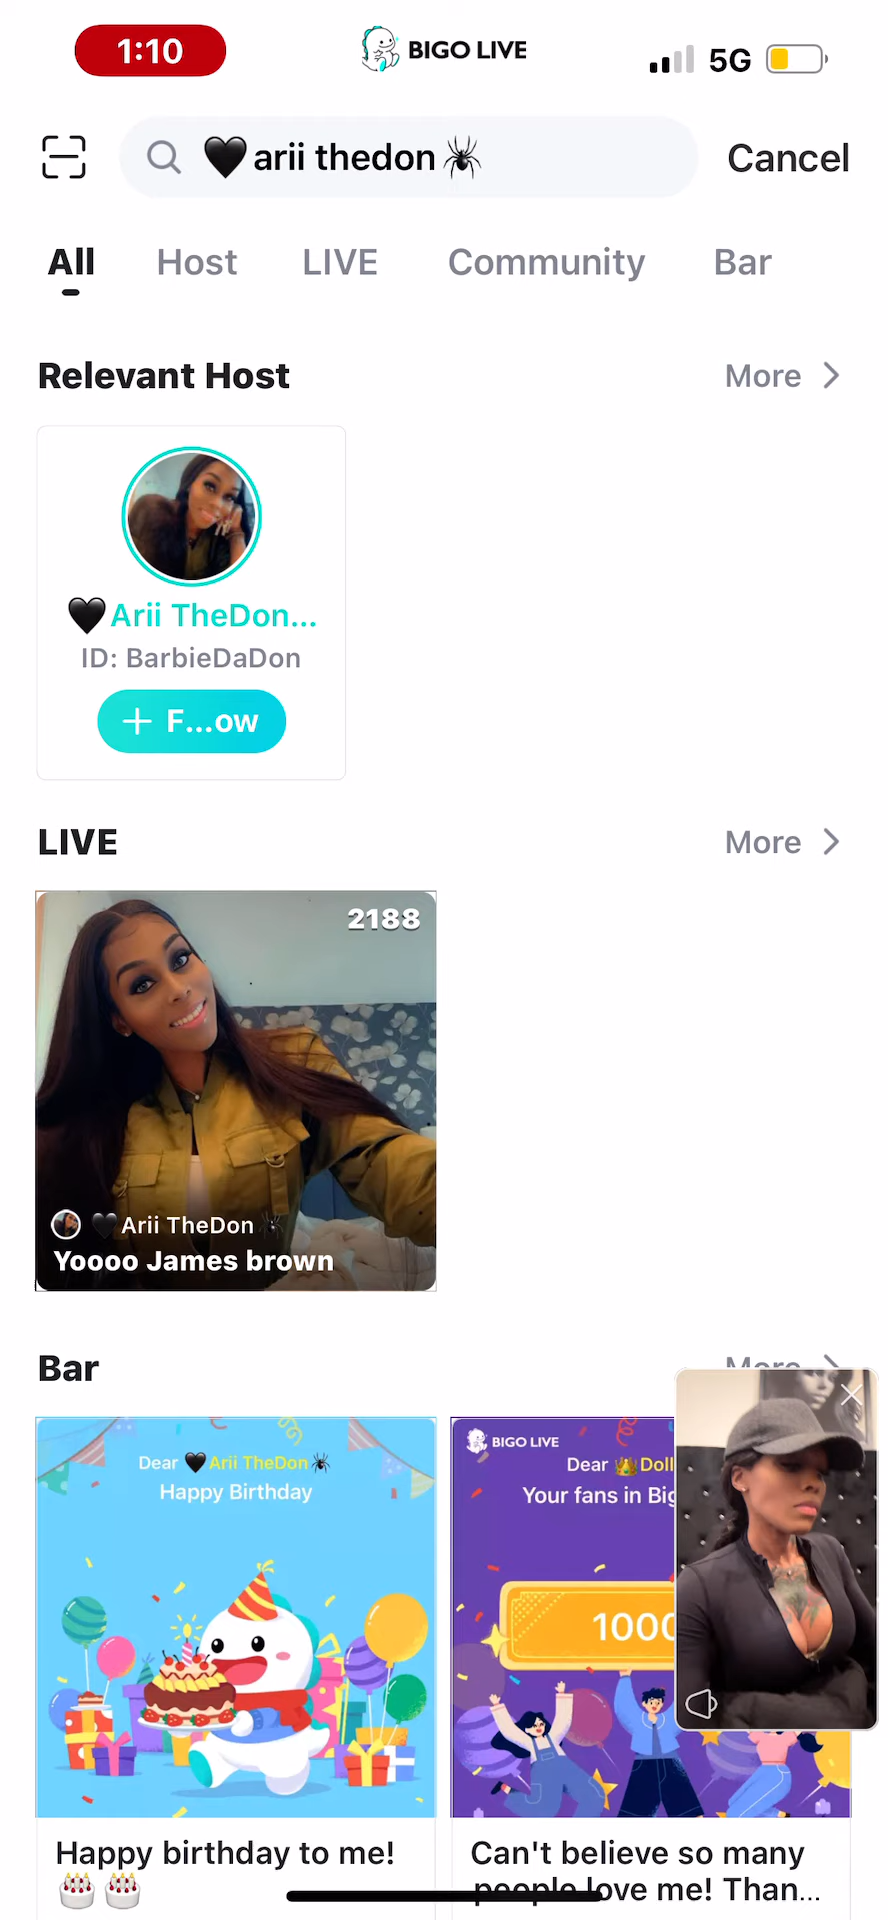 1:10
BIGO LIVE
5G
🖤arii thedon🕷
Cancel
All
Host
LIVE
Community
Bar
Relevant Host
More
🖤Arii TheDon...
ID: BarbieDaDon
+ F...ow
LIVE
More
2188
🖤Arii TheDon🕷
Yoooo James brown
Bar
More
Dear 🖤Arii TheDon🕷
Happy Birthday
BIGO LIVE
Dear 👑Doll
Your fans in Big
1000
Happy birthday to me!
🎂🎂
Can't believe so many
people love me! Than...